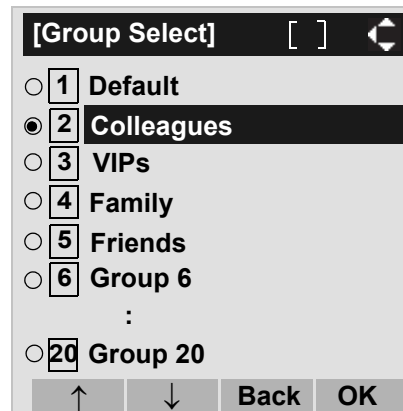 [Group Select] [ ]
1 Default
2 Colleagues
3 VIPs
4 Family
5 Friends
6 Group 6
:
20 Group 20
↑ ↓ Back OK